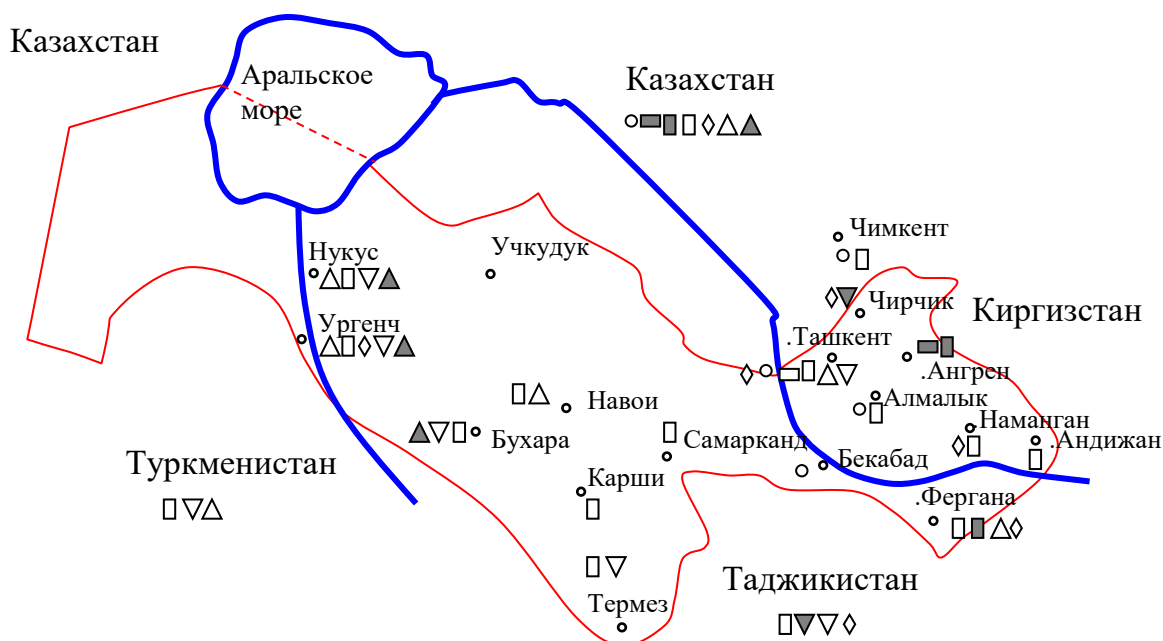 Казахстан
Аральское
море
Казахстан
Чимкент
Нукус
Учкудук
Чирчик
Киргизстан
Ургенч
.Ташкент
.Ангрен
Навои
Алмалык
Бухара
Самарканд
.Наманган
.Андижан
Туркменистан
Карши
Бекабад
.Фергана
Таджикистан
Термез